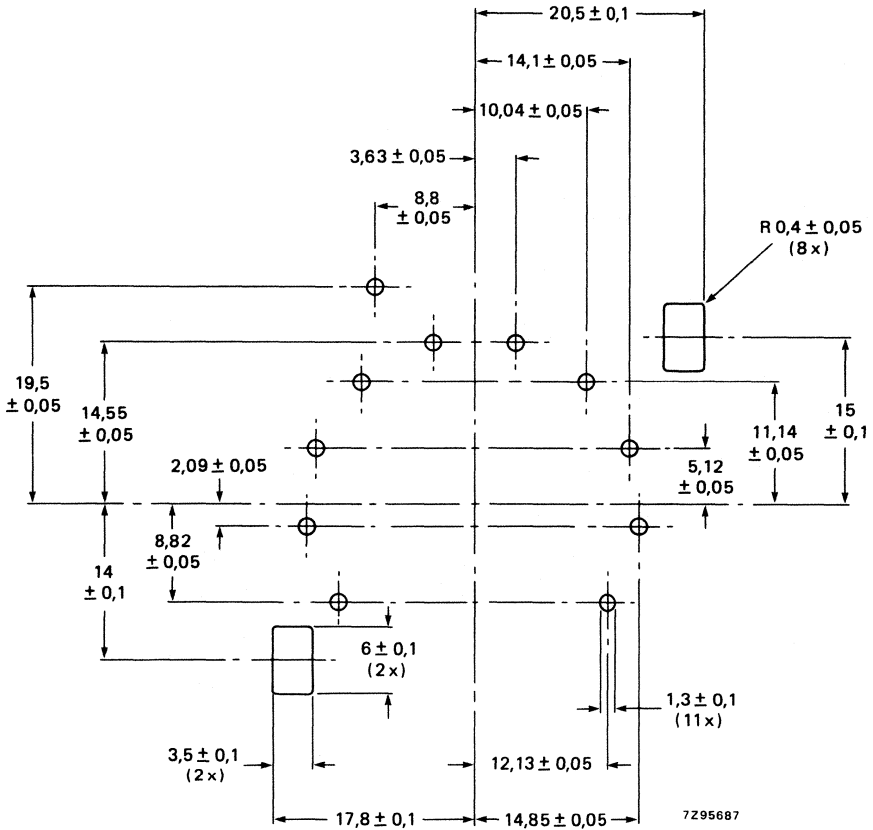 20,5 ± 0,1
14,1 ± 0,05
10,04 ± 0,05
3,63 ± 0,05
8,8
± 0,05
R 0,4 ± 0,05
(8x)
19,5
± 0,05
14,55
± 0,05
15
± 0,1
11,14
± 0,05
2,09 ± 0,05
5,12
± 0,05
8,82
± 0,05
14
± 0,1
6 ± 0,1
(2x)
1,3 ± 0,1
(11x)
3,5 ± 0,1
(2x)
12,13 ± 0,05
17,8 ± 0,1
14,85 ± 0,05
7Z95687